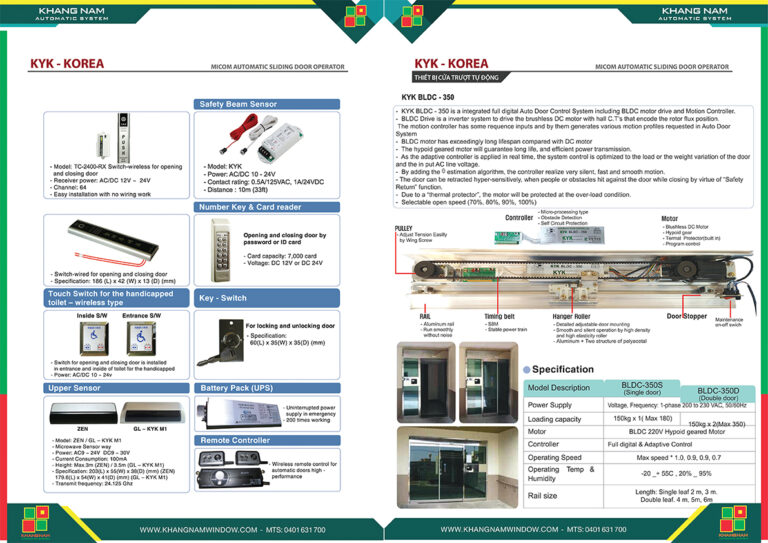 KHANG NAM
AUTOMATIC SYSTEM
KYK - KOREA
MICOM AUTOMATIC SLIDING DOOR OPERATOR
PUSH
- Model: TC-2400-RX Switch-wireless for opening
and closing door
- Receiver power: AC/DC 12V ~ 24V
- Channel: 64
- Easy installation with no wiring work
Safety Beam Sensor
- Model: KYK
- Power: AC/DC 10 - 24V
- Contact rating: 0.5A/125VAC, 1A/24VDC
- Distance : 10m (33ft)
- Switch-wired for opening and closing door
- Specification: 166 (L) x 42 (W) x 13 (D) (mm)
Number Key & Card reader
Opening and closing door by
password or ID card
- Card capacity: 7,000 card
- Voltage: DC 12V or DC 24V
Touch Switch for the handicapped
toilet – wireless type
Inside S/W
Entrance S/W
- Switch for opening and closing door is installed
in entrance and inside of toilet for the handicapped
- Power: AC/DC 10 ~ 24v
Key - Switch
For locking and unlocking door
- Specification:
60(L) x 35(W) x 35(D) (mm)
Upper Sensor
ZEN
GL – KYK M1
- Model: ZEN / GL – KYK M1
- Microwave Sensor way
- Power: AC9 ~ 24V DC9 ~ 30V
- Current Consumption: 100mA
- Height: Max.3m (ZEN) / 3.5m (GL – KYK M1)
- Specification: 203(L) x 55(W) x 38(D) (mm) (ZEN)
179.6(L) x 54(W) x 41(D) (mm) (GL – KYK M1)
- Transmit frequency: 24.125 Ghz
Battery Pack (UPS)
- Uninterrupted power
supply in emergency
- 200 times working
Remote Controller
- Wireless remote control for
automatic doors high -
performance
KHANGNAM
WWW.KHANGNAMWINDOW.COM - MTS: 0401 631 700
KHANG NAM
AUTOMATIC SYSTEM
KYK - KOREA
MICOM AUTOMATIC SLIDING DOOR OPERATOR
THIẾT BỊ CỬA TRƯỢT TỰ ĐỘNG
KYK BLDC - 350
- KYK BLDC - 350 is a integrated full digital Auto Door Control System including BLDC motor drive and Motion Controller.
- BLDC Drive is a inverter system to drive the brushless DC motor with hall C.T's that encode the rotor flux position.
The motion controller has some requence inputs and by them generates various motion profiles requested in Auto Door
System
- BLDC motor has exceedingly long lifespan compared with DC motor
- The hypoid geared motor will guarantee long life, and efficient power transmission.
- As the adaptive controller is applied in real time, the system control is optimized to the load or the weight variation of the door
and the in put AC line voltage.
- By adding the 0 estimation algorithm, the controller realize very silent, fast and smooth motion.
- The door can be retracted hyper-sensitively, when people or obstacles hit against the door while closing by virtue of "Safety
Return" function.
- Due to a "thermal protector", the motor will be protected at the over-load condition.
- Selectable open speed (70%, 80%, 90%, 100%)
Controller
- Micro-processing type
- Obstacle Detection
- Self Circuit Protection
Motor
- Blushless DC Motor
- Hypoid gear
- Termal Protector(built in)
- Program control
PULLEY
- Adjust Tension Easilly
by Wing Screw
KYK BLDC - 350
KYK
RAIL
- Aluminum rail
- Run smoothly
without noise
Timing belt
- S8M
- Stable power train
Hanger Roller
- Detailed adjustable-door mounting
- Smooth and silent operation by high density
and high elasticity roller
- Aluminum + Two structure of polyacetal
Door Stopper
Maintenance
on-off swich
Specification
Model Description
BLDC-350S
(Single door)
BLDC-350D
(Double door)
Power Supply
Voltage, Frequency: 1-phase 200 to 230 VAC, 50/60Hz
Loading capacity
150kg x 1( Max 180)
150kg x 2(Max 350)
Motor
BLDC 220V Hypoid geared Motor
Controller
Full digital & Adaptive Control
Operating Speed
Max speed * 1.0, 0.9, 0.9, 0.7
Operating Temp &
Humidity
-20 _+ 55C , 20% _ 95%
Rail size
Length: Single leaf 2 m, 3 m.
Double leaf. 4 m, 5m, 6m
WWW.KHANGNAMWINDOW.COM - MTS: 0401 631 700
KHANGNAM